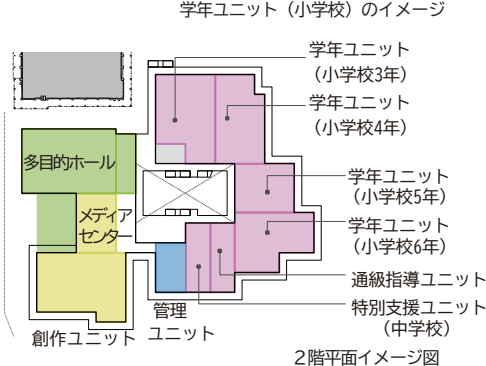 学年ユニット（小学校）のイメージ
学年ユニット
（小学校3年）
学年ユニット
（小学校4年）
多目的ホール
学年ユニット
（小学校5年）
メディア
センター
学年ユニット
（小学校6年）
通級指導ユニット
管理
ユニット
特別支援ユニット
（中学校）
創作ユニット
２階平面イメージ図